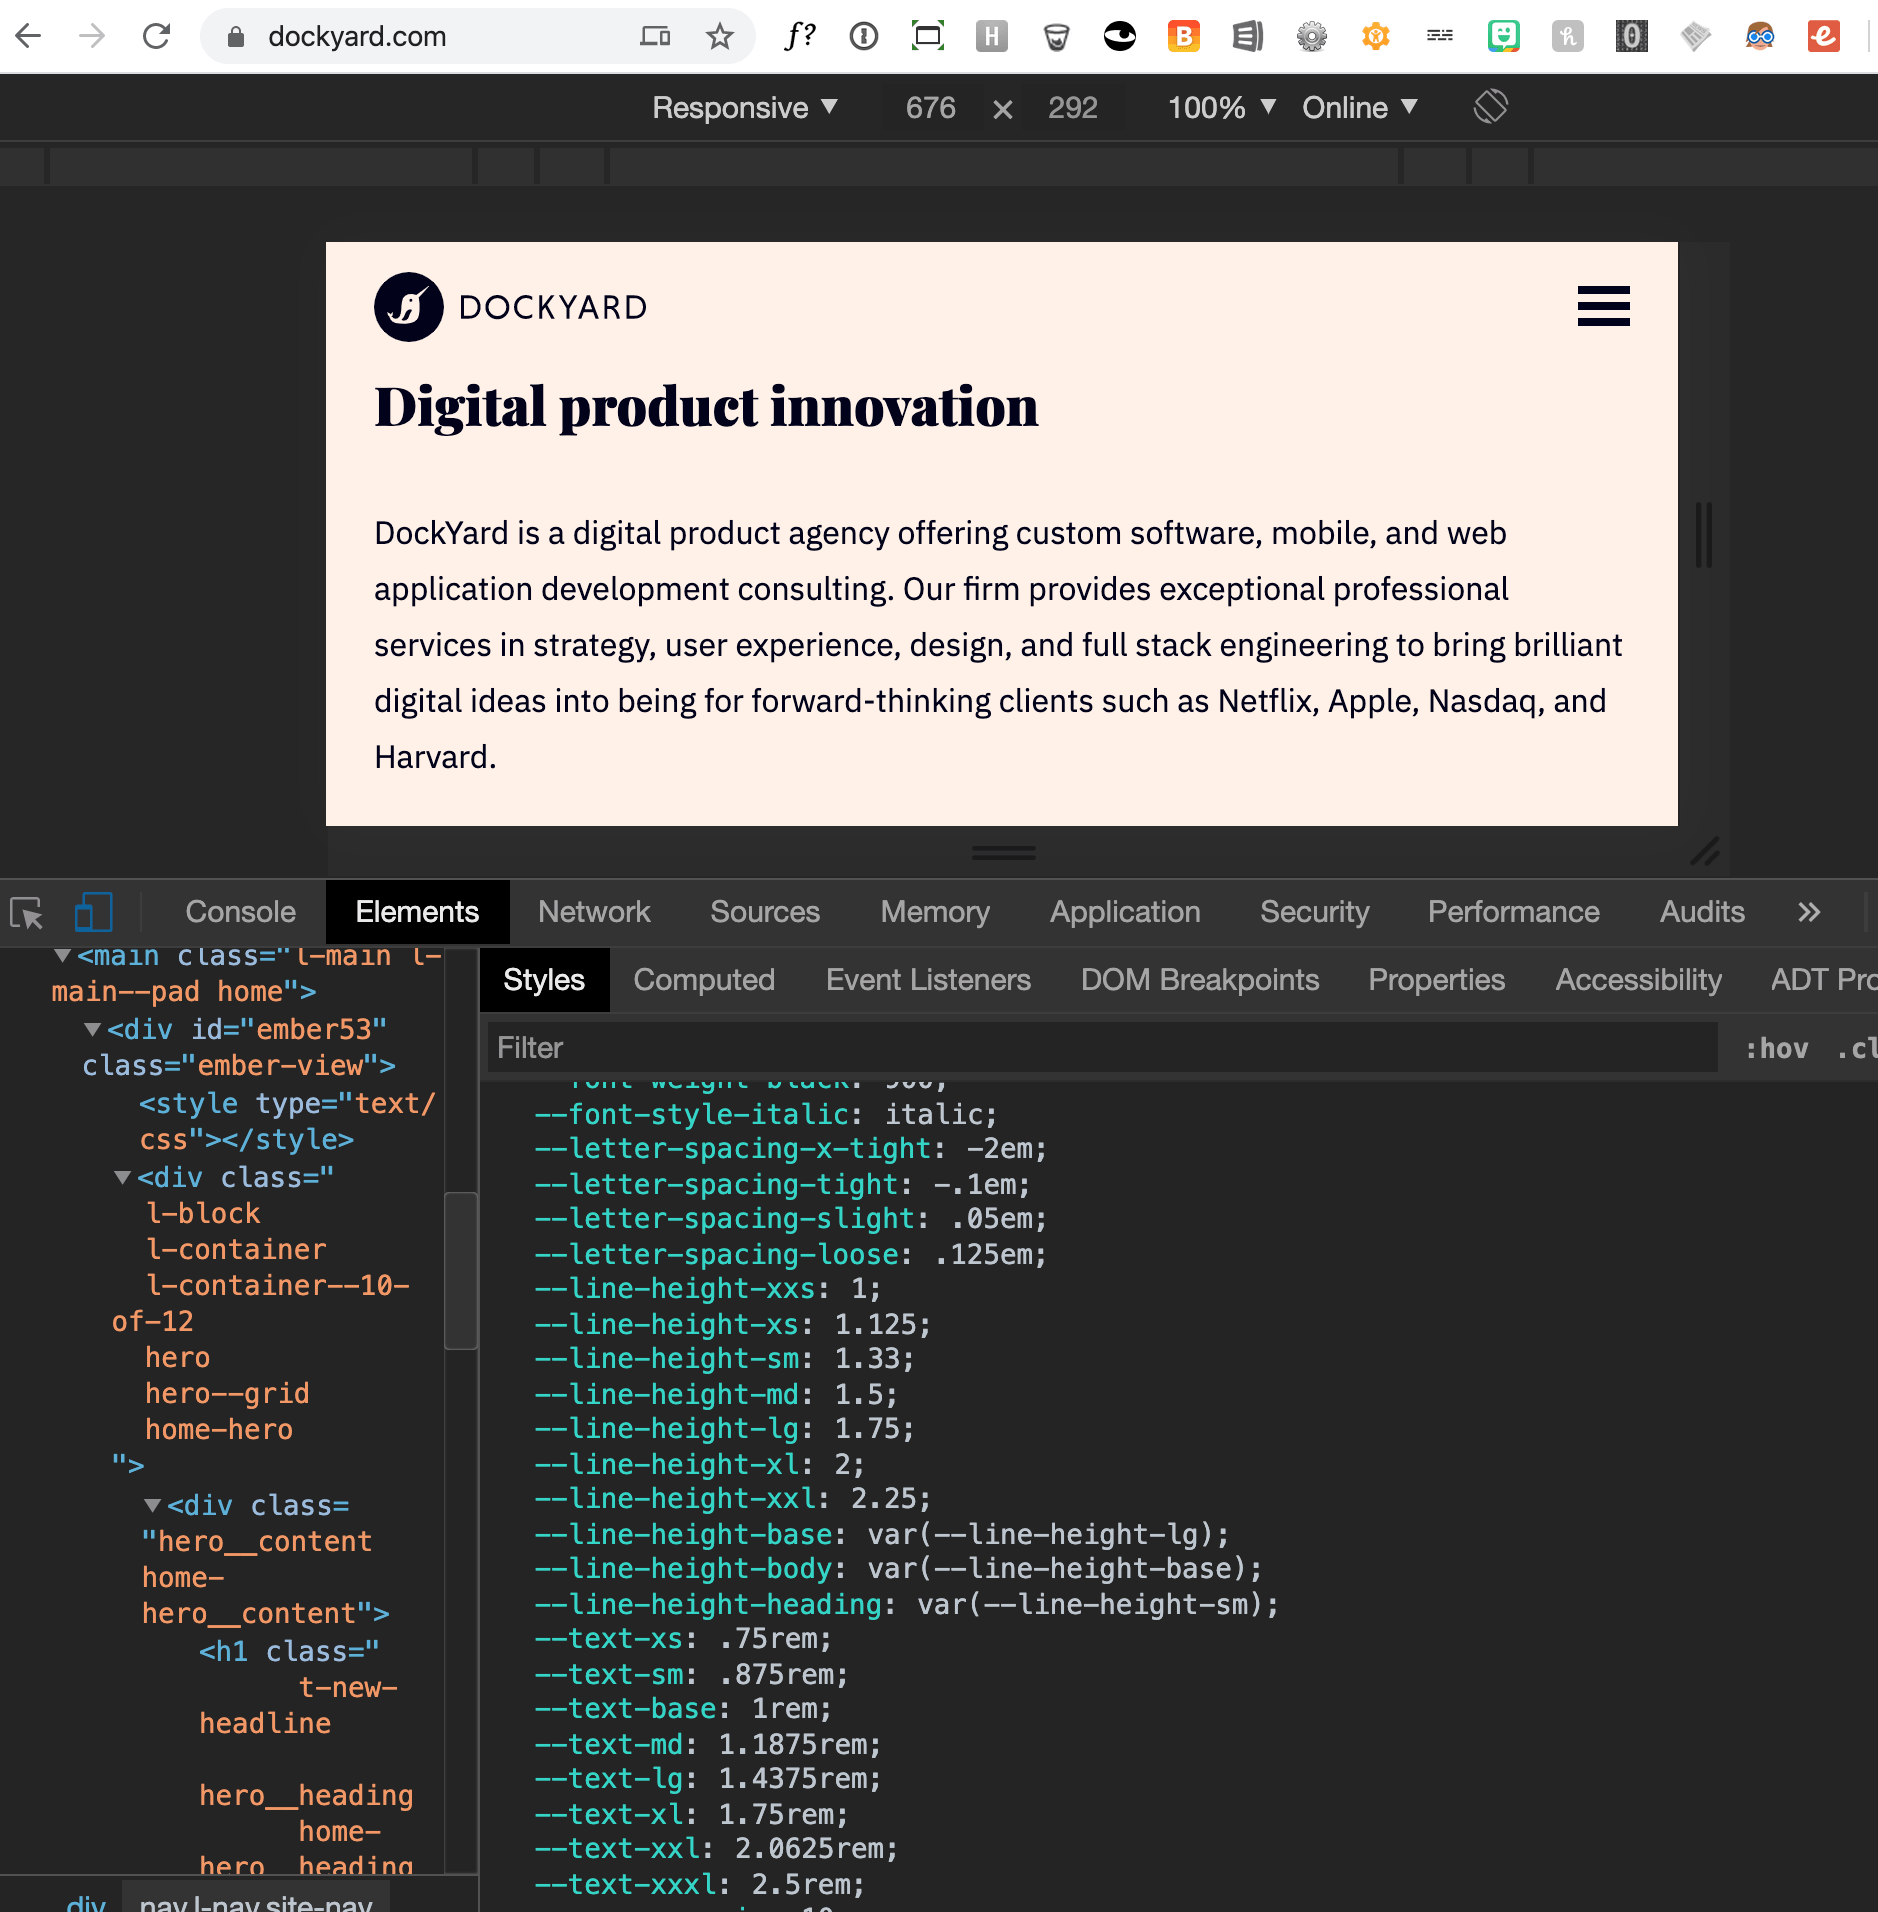 dockyard.com
Responsive ▼ 676 × 292 100% ▼ Online ▼
DOCKYARD
Digital product innovation
DockYard is a digital product agency offering custom software, mobile, and web
application development consulting. Our firm provides exceptional professional
services in strategy, user experience, design, and full stack engineering to bring brilliant
digital ideas into being for forward-thinking clients such as Netflix, Apple, Nasdaq, and
Harvard.
Console Elements Network Sources Memory Application Security Performance Audits »
<main class="l-main l-
main--pad home">
<div id="ember53"
class="ember-view">
<style type="text/
css"></style>
<div class="
l-block
l-container
l-container--10-
of-12
hero
hero--grid
home-hero
">
<div class=
"hero__content
home-
hero__content">
<h1 class="
t-new-
headline
hero__heading
home-
hero__heading
div nav.l-nav.site-nav
Styles Computed Event Listeners DOM Breakpoints Properties Accessibility ADT Pro
Filter :hov .cl
--font-weight-black: 900;
--font-style-italic: italic;
--letter-spacing-x-tight: -2em;
--letter-spacing-tight: -.1em;
--letter-spacing-slight: .05em;
--letter-spacing-loose: .125em;
--line-height-xxs: 1;
--line-height-xs: 1.125;
--line-height-sm: 1.33;
--line-height-md: 1.5;
--line-height-lg: 1.75;
--line-height-xl: 2;
--line-height-xxl: 2.25;
--line-height-base: var(--line-height-lg);
--line-height-body: var(--line-height-base);
--line-height-heading: var(--line-height-sm);
--text-xs: .75rem;
--text-sm: .875rem;
--text-base: 1rem;
--text-md: 1.1875rem;
--text-lg: 1.4375rem;
--text-xl: 1.75rem;
--text-xxl: 2.0625rem;
--text-xxxl: 2.5rem;